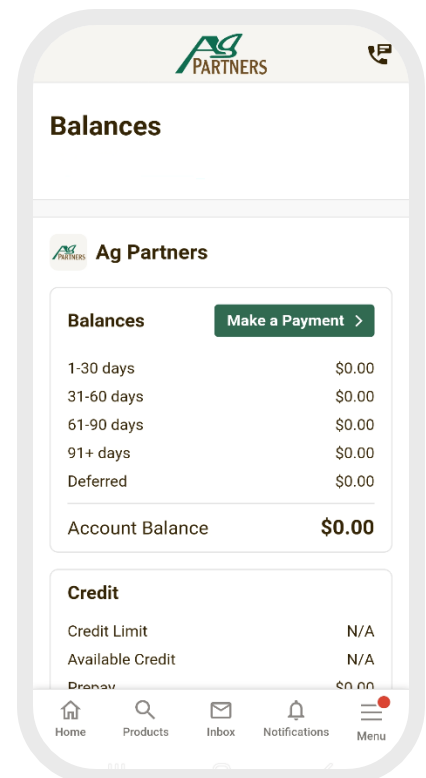 Ag
PARTNERS
Balances
Ag
PARTNERS
Ag Partners
Balances
Make a Payment
1-30 days $0.00
31-60 days $0.00
61-90 days $0.00
91+ days $0.00
Deferred $0.00
Account Balance $0.00
Credit
Credit Limit N/A
Available Credit N/A
Prepay $0.00
Home Products Inbox Notifications Menu